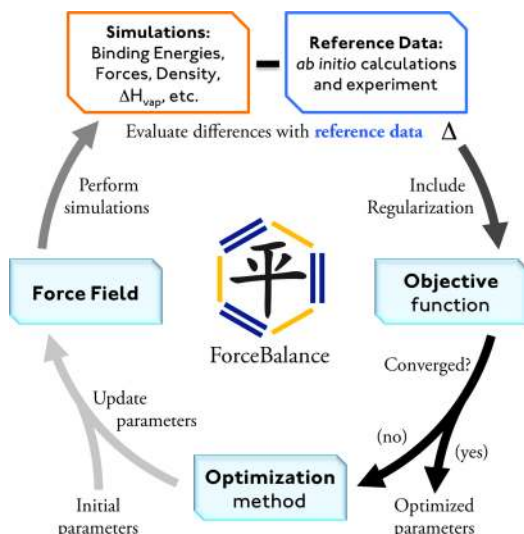 Simulations:
Binding Energies,
Forces, Density,
ΔHvap, etc.
Reference Data:
ab initio calculations
and experiment
Evaluate differences with reference data Δ
Perform
simulations
Include
Regularization
Force Field
平
Objective
function
ForceBalance
Converged?
Update
parameters
(no)
(yes)
Optimization
method
Initial
parameters
Optimized
parameters